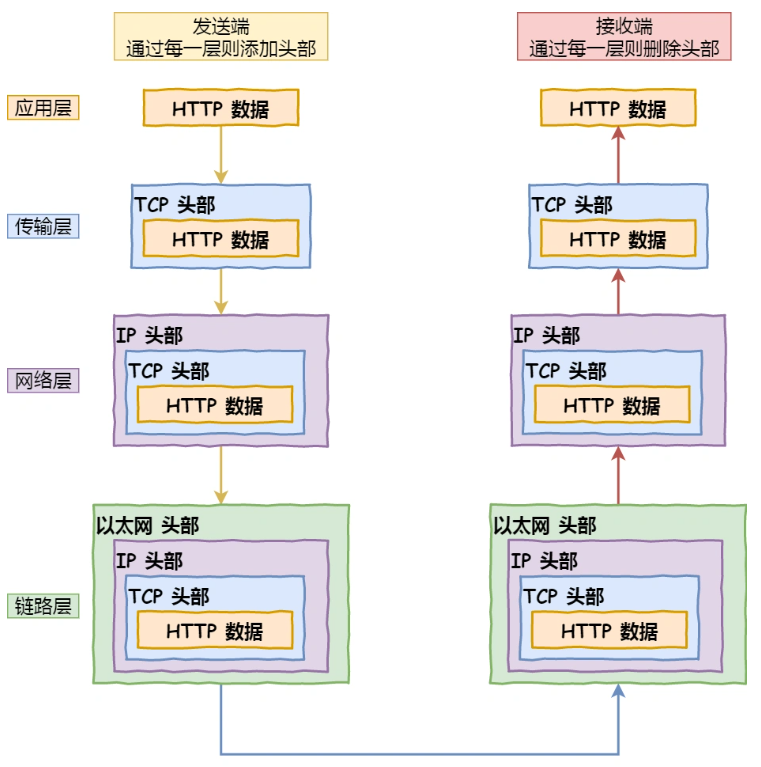 发送端
通过每一层则添加头部
接收端
通过每一层则删除头部
应用层
HTTP 数据
HTTP 数据
传输层
TCP 头部
HTTP 数据
TCP 头部
HTTP 数据
网络层
IP 头部
TCP 头部
HTTP 数据
IP 头部
TCP 头部
HTTP 数据
链路层
以太网 头部
IP 头部
TCP 头部
HTTP 数据
以太网 头部
IP 头部
TCP 头部
HTTP 数据